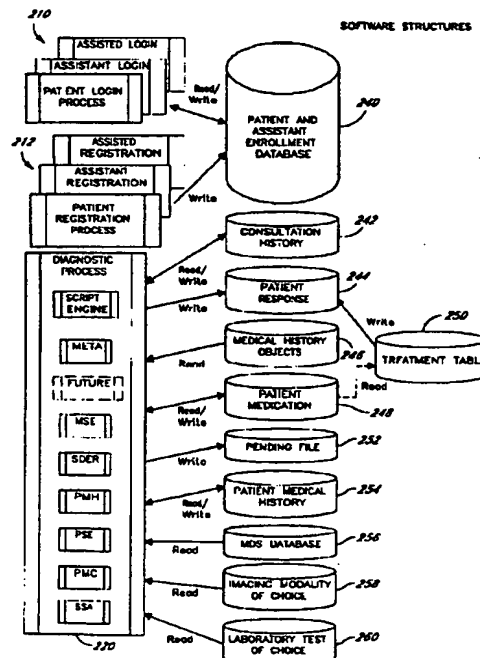 210
SOFTWARE STRUCTURES
ASSISTED LOGIN
ASSISTANT LOGIN
PATIENT LOGIN
PROCESS
Read/
Write
PATIENT AND
ASSISTANT
ENROLLMENT
DATABASE
240
212
ASSISTED
REGISTRATION
ASSISTANT
REGISTRATION
PATIENT
REGISTRATION
PROCESS
Write
DIAGNOSTIC
PROCESS
SCRIPT
ENGINE
META
FUTURE
MSE
SDER
PMH
PSE
PMC
SSA
220
Read/
Write
CONSULTATION
HISTORY
242
Write
PATIENT
RESPONSE
244
Write
250
TREATMENT TABLE
Read
MEDICAL HISTORY
OBJECTS
246
Read
Read/
Write
PATIENT
MEDICATION
248
Write
PENDING FILE
252
Read/
Write
PATIENT MEDICAL
HISTORY
254
Read
MDS DATABASE
256
Read
IMAGING MODALITY
OF CHOICE
258
Read
LABORATORY TEST
OF CHOICE
260